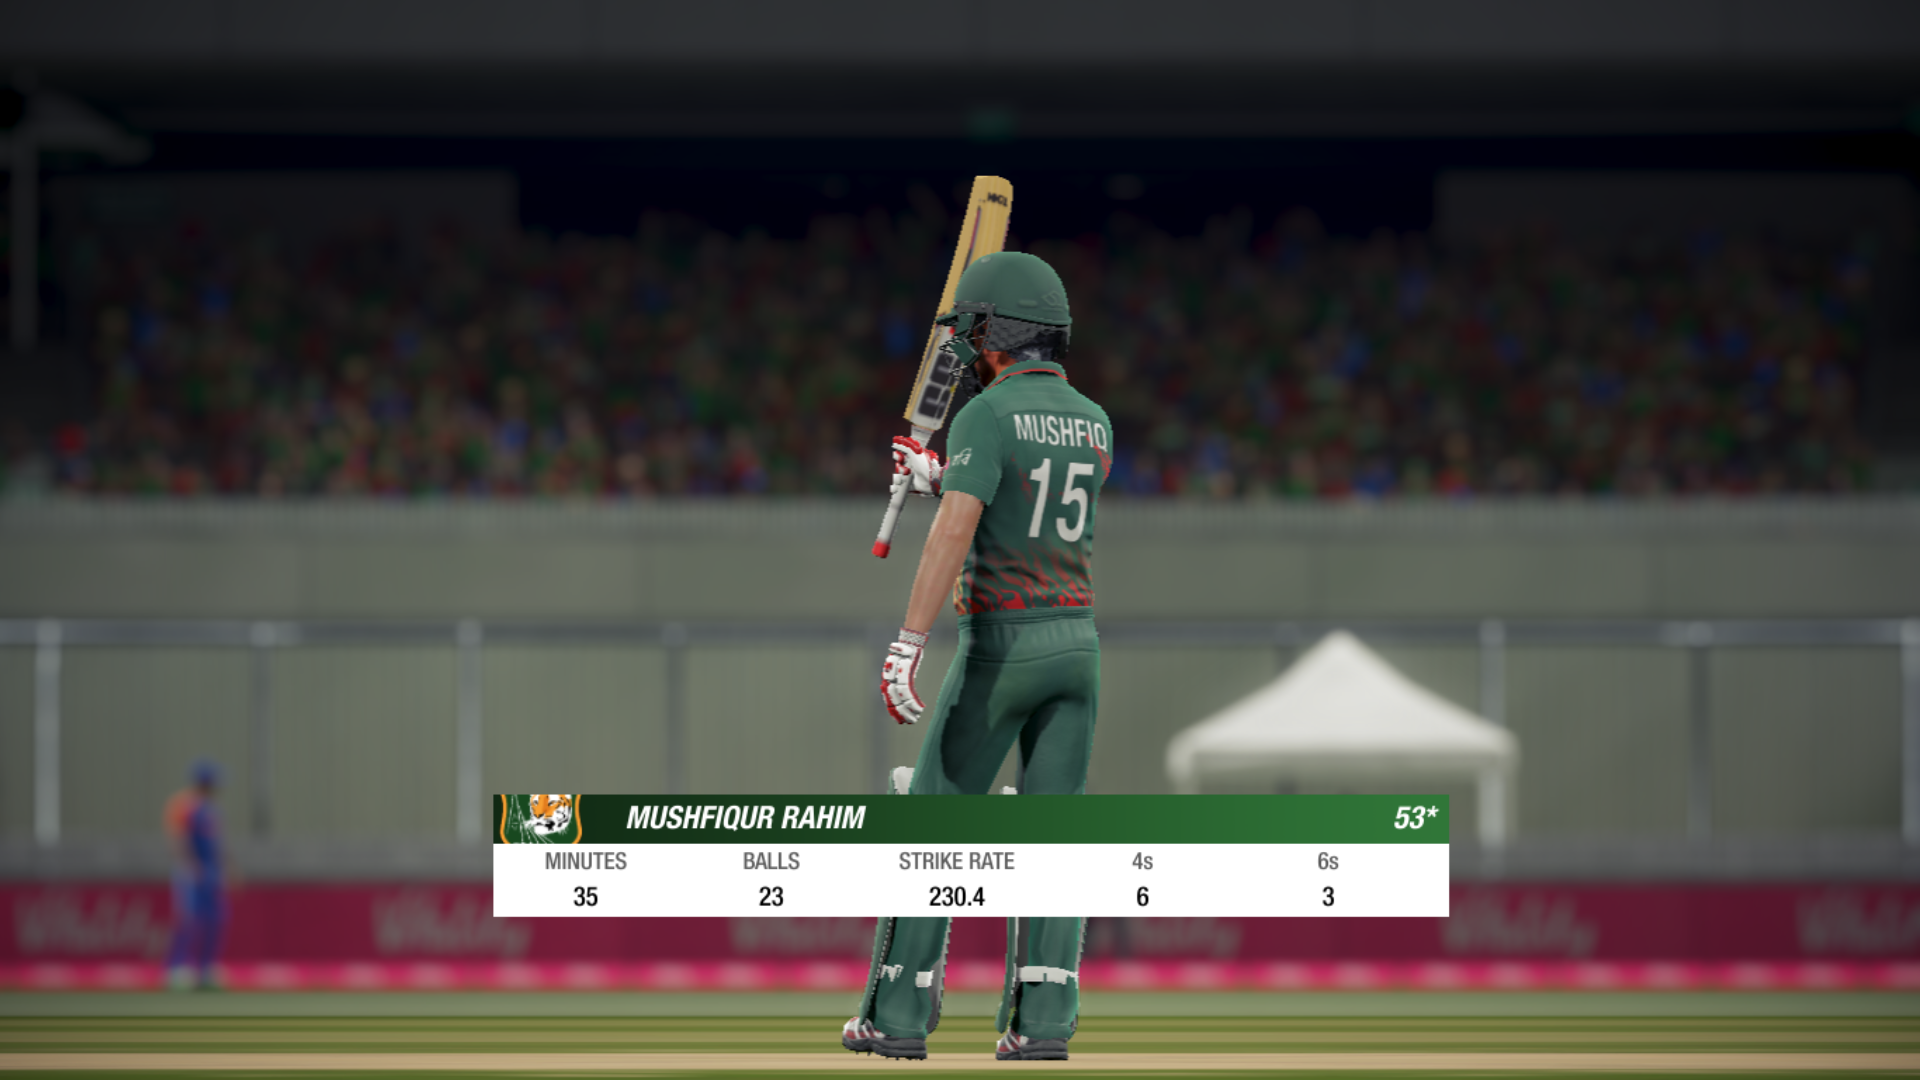 MUSHFIQ
15
MUSHFIQUR RAHIM 53*
MINUTES BALLS STRIKE RATE 4s 6s
35 23 230.4 6 3